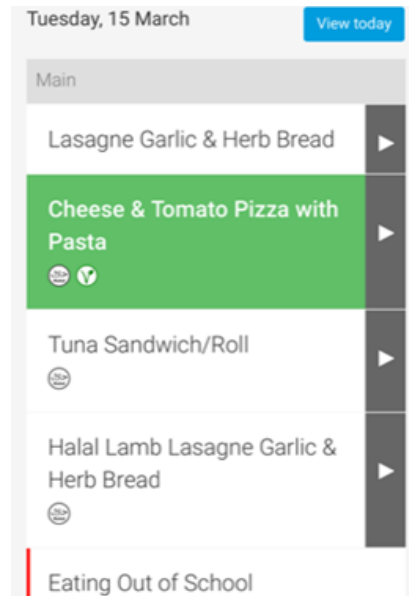 Tuesday, 15 March
View today
Main
Lasagne Garlic & Herb Bread
Cheese & Tomato Pizza with
Pasta
Tuna Sandwich/Roll
Halal Lamb Lasagne Garlic &
Herb Bread
Eating Out of School